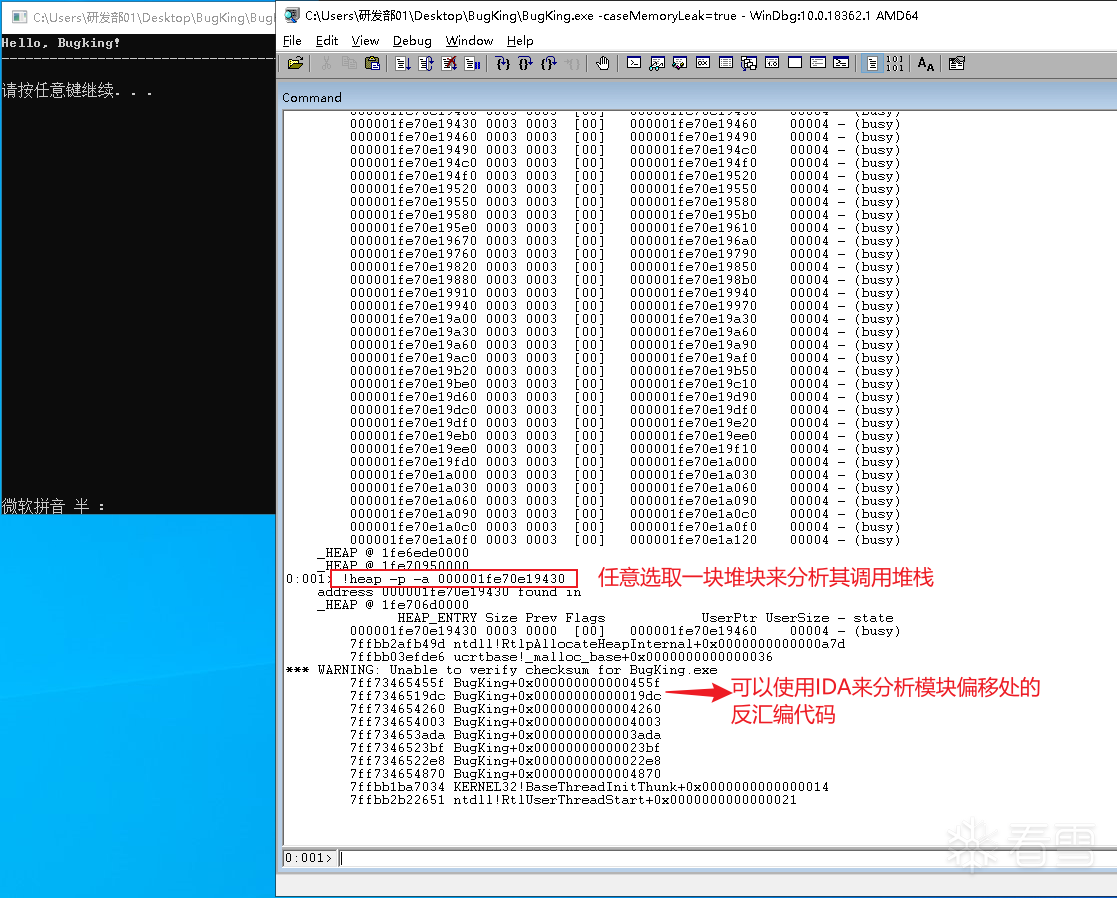 C:\Users\研发部01\Desktop\BugKing\Bug
Hello, Bugking!
请按任意键继续. . .
微软拼音 半 :
C:\Users\研发部01\Desktop\BugKing\BugKing.exe -caseMemoryLeak=true - WinDbg:10.0.18362.1 AMD64
File Edit View Debug Window Help
Command
000001fe70e19430 0003 0003 [00] 000001fe70e19460 00004 - (busy)
000001fe70e19460 0003 0003 [00] 000001fe70e19490 00004 - (busy)
000001fe70e19490 0003 0003 [00] 000001fe70e194c0 00004 - (busy)
000001fe70e194c0 0003 0003 [00] 000001fe70e194f0 00004 - (busy)
000001fe70e194f0 0003 0003 [00] 000001fe70e19520 00004 - (busy)
000001fe70e19520 0003 0003 [00] 000001fe70e19550 00004 - (busy)
000001fe70e19550 0003 0003 [00] 000001fe70e19580 00004 - (busy)
000001fe70e19580 0003 0003 [00] 000001fe70e195b0 00004 - (busy)
000001fe70e195e0 0003 0003 [00] 000001fe70e19610 00004 - (busy)
000001fe70e19670 0003 0003 [00] 000001fe70e196a0 00004 - (busy)
000001fe70e19760 0003 0003 [00] 000001fe70e19790 00004 - (busy)
000001fe70e19820 0003 0003 [00] 000001fe70e19850 00004 - (busy)
000001fe70e19880 0003 0003 [00] 000001fe70e198b0 00004 - (busy)
000001fe70e19910 0003 0003 [00] 000001fe70e19940 00004 - (busy)
000001fe70e19940 0003 0003 [00] 000001fe70e19970 00004 - (busy)
000001fe70e19a00 0003 0003 [00] 000001fe70e19a30 00004 - (busy)
000001fe70e19a30 0003 0003 [00] 000001fe70e19a60 00004 - (busy)
000001fe70e19a60 0003 0003 [00] 000001fe70e19a90 00004 - (busy)
000001fe70e19ac0 0003 0003 [00] 000001fe70e19af0 00004 - (busy)
000001fe70e19b20 0003 0003 [00] 000001fe70e19b50 00004 - (busy)
000001fe70e19be0 0003 0003 [00] 000001fe70e19c10 00004 - (busy)
000001fe70e19d60 0003 0003 [00] 000001fe70e19d90 00004 - (busy)
000001fe70e19dc0 0003 0003 [00] 000001fe70e19df0 00004 - (busy)
000001fe70e19df0 0003 0003 [00] 000001fe70e19e20 00004 - (busy)
000001fe70e19eb0 0003 0003 [00] 000001fe70e19ee0 00004 - (busy)
000001fe70e19ee0 0003 0003 [00] 000001fe70e19f10 00004 - (busy)
000001fe70e19fd0 0003 0003 [00] 000001fe70e1a000 00004 - (busy)
000001fe70e1a000 0003 0003 [00] 000001fe70e1a030 00004 - (busy)
000001fe70e1a030 0003 0003 [00] 000001fe70e1a060 00004 - (busy)
000001fe70e1a060 0003 0003 [00] 000001fe70e1a090 00004 - (busy)
000001fe70e1a090 0003 0003 [00] 000001fe70e1a0c0 00004 - (busy)
000001fe70e1a0c0 0003 0003 [00] 000001fe70e1a0f0 00004 - (busy)
000001fe70e1a0f0 0003 0003 [00] 000001fe70e1a120 00004 - (busy)
_HEAP @ 1fe6ede0000
_HEAP @ 1fe70950000
0:001> !heap -p -a 000001fe70e19430
任意选取一块堆块来分析其调用堆栈
address 000001fe70e19430 found in
_HEAP @ 1fe706d0000
HEAP_ENTRY Size Prev Flags UserPtr UserSize - state
000001fe70e19430 0003 0000 [00] 000001fe70e19460 00004 - (busy)
7ffbb2afb49d ntdll!RtlpAllocateHeapInternal+0x0000000000000a7d
7ffbb03efde6 ucrtbase!_malloc_base+0x0000000000000036
*** WARNING: Unable to verify checksum for BugKing.exe
7ff73465455f BugKing+0x000000000000455f
7ff7346519dc BugKing+0x00000000000019dc
7ff734654260 BugKing+0x0000000000004260
7ff734654003 BugKing+0x0000000000004003
7ff734653ada BugKing+0x0000000000003ada
7ff7346523bf BugKing+0x00000000000023bf
7ff7346522e8 BugKing+0x00000000000022e8
7ff734654870 BugKing+0x0000000000004870
7ffbb1ba7034 KERNEL32!BaseThreadInitThunk+0x0000000000000014
7ffbb2b22651 ntdll!RtlUserThreadStart+0x0000000000000021
可以使用IDA来分析模块偏移处的
反汇编代码
0:001>
看雪